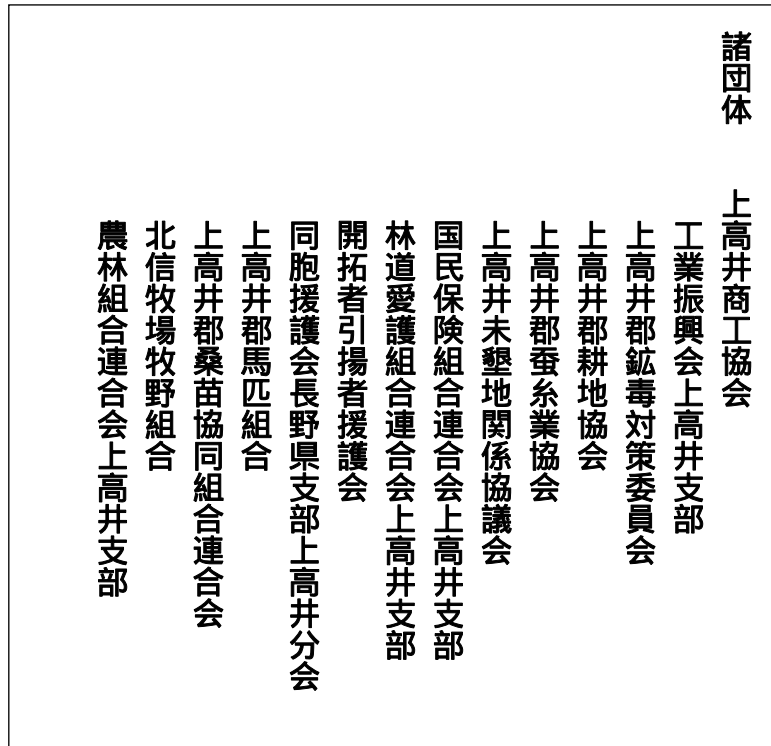 諸団体　上高井商工協会
工業振興会上高井支部
上高井郡鉱毒対策委員会
上高井郡耕地協会
上高井郡蚕糸業協会
上高井未墾地関係協議会
国民保険組合連合会上高井支部
林道愛護組合連合会上高井支部
開拓者引揚者援護会
同胞援護会長野県支部上高井分会
上高井郡馬匹組合
上高井郡桑苗協同組合連合会
北信牧場牧野組合
農林組合連合会上高井支部